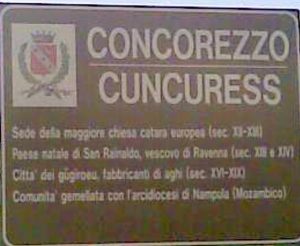 CONCOREZZO
CUNCURESS
Sede della maggiore chiesa catara europea (sec. XII-XIII)
Paese natale di San Rainaldo, vescovo di Ravenna (sec. XIII e XIV)
Citta' dei gügiroeu, fabbricanti di aghi (sec. XVI-XIX)
Comunita' gemellata con l'arcidiocesi di Nampula (Mozambico)